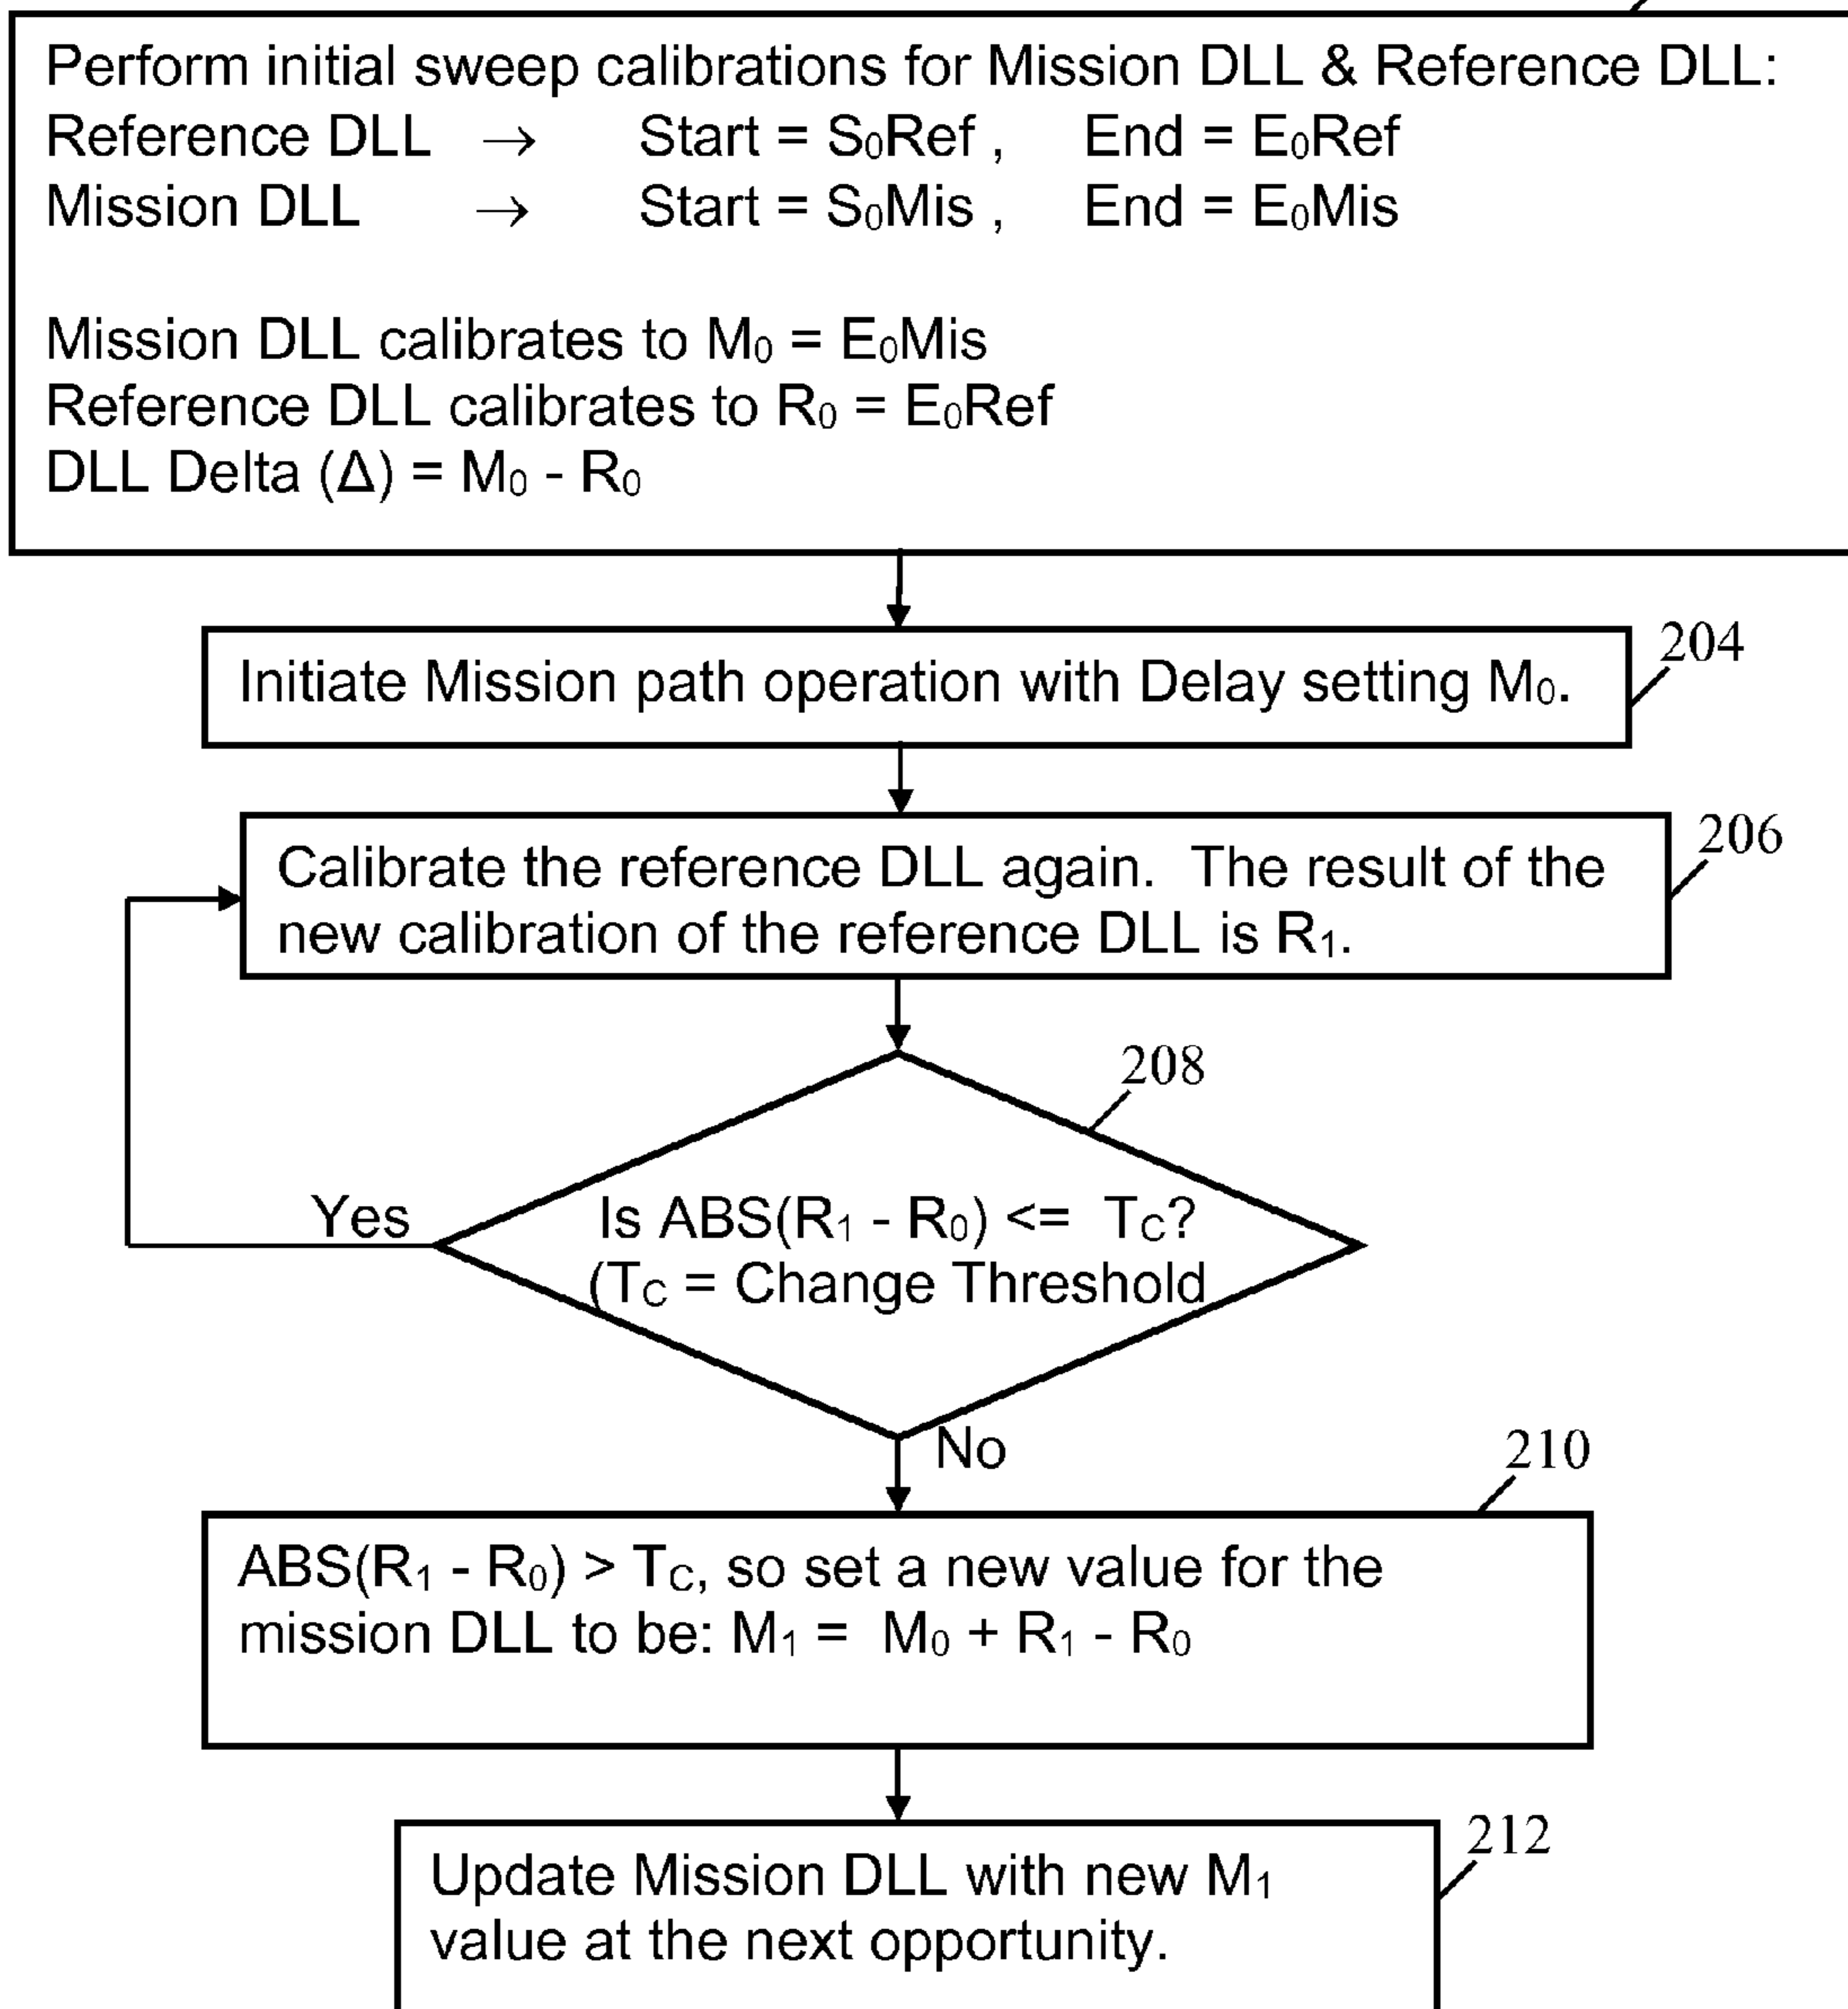 Perform initial sweep calibrations for Mission DLL & Reference DLL:
Reference DLL → Start = S₀Ref , End = E₀Ref
Mission DLL → Start = S₀Mis , End = E₀Mis
Mission DLL calibrates to M₀ = E₀Mis
Reference DLL calibrates to R₀ = E₀Ref
DLL Delta (Δ) = M₀ - R₀
204
Initiate Mission path operation with Delay setting M₀.
206
Calibrate the reference DLL again. The result of the
new calibration of the reference DLL is R₁.
208
Yes
Is ABS(R₁ - R₀) <= T_C?
(T_C = Change Threshold
No
210
ABS(R₁ - R₀) > T_C, so set a new value for the
mission DLL to be: M₁ = M₀ + R₁ - R₀
212
Update Mission DLL with new M₁
value at the next opportunity.